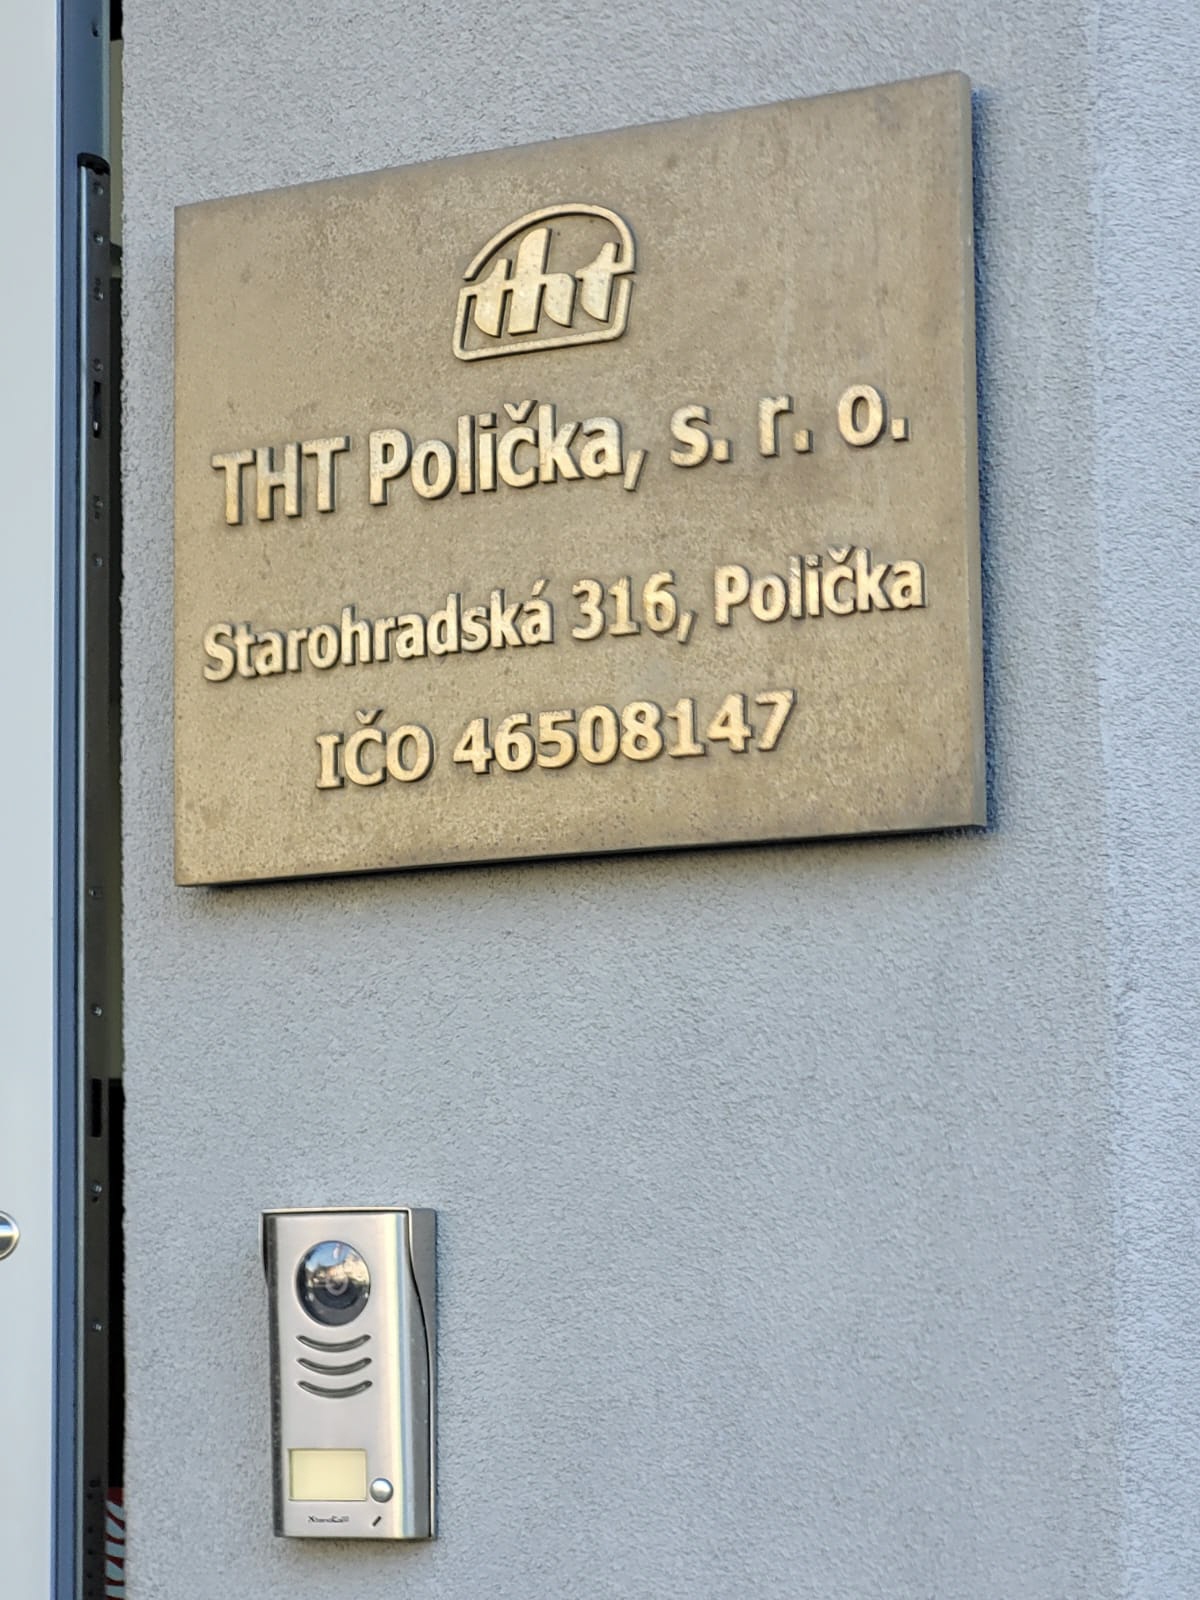 tht
THT Polička, s. r. o.
Starohradská 316, Polička
IČO 46508147